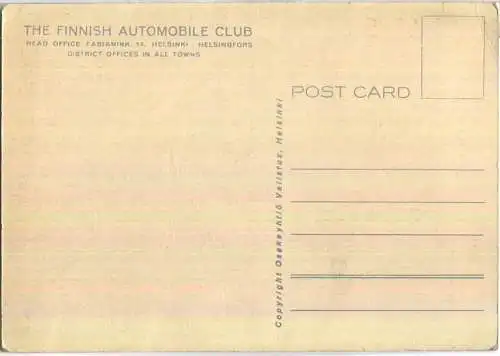 THE FINNISH AUTOMOBILE CLUB
HEAD OFFICE FABIANINK. 14, HELSINKI - HELSINGFORS
DISTRICT OFFICES IN ALL TOWNS
POST CARD
Copyright Osakeyhtiö Valistus, Helsinki